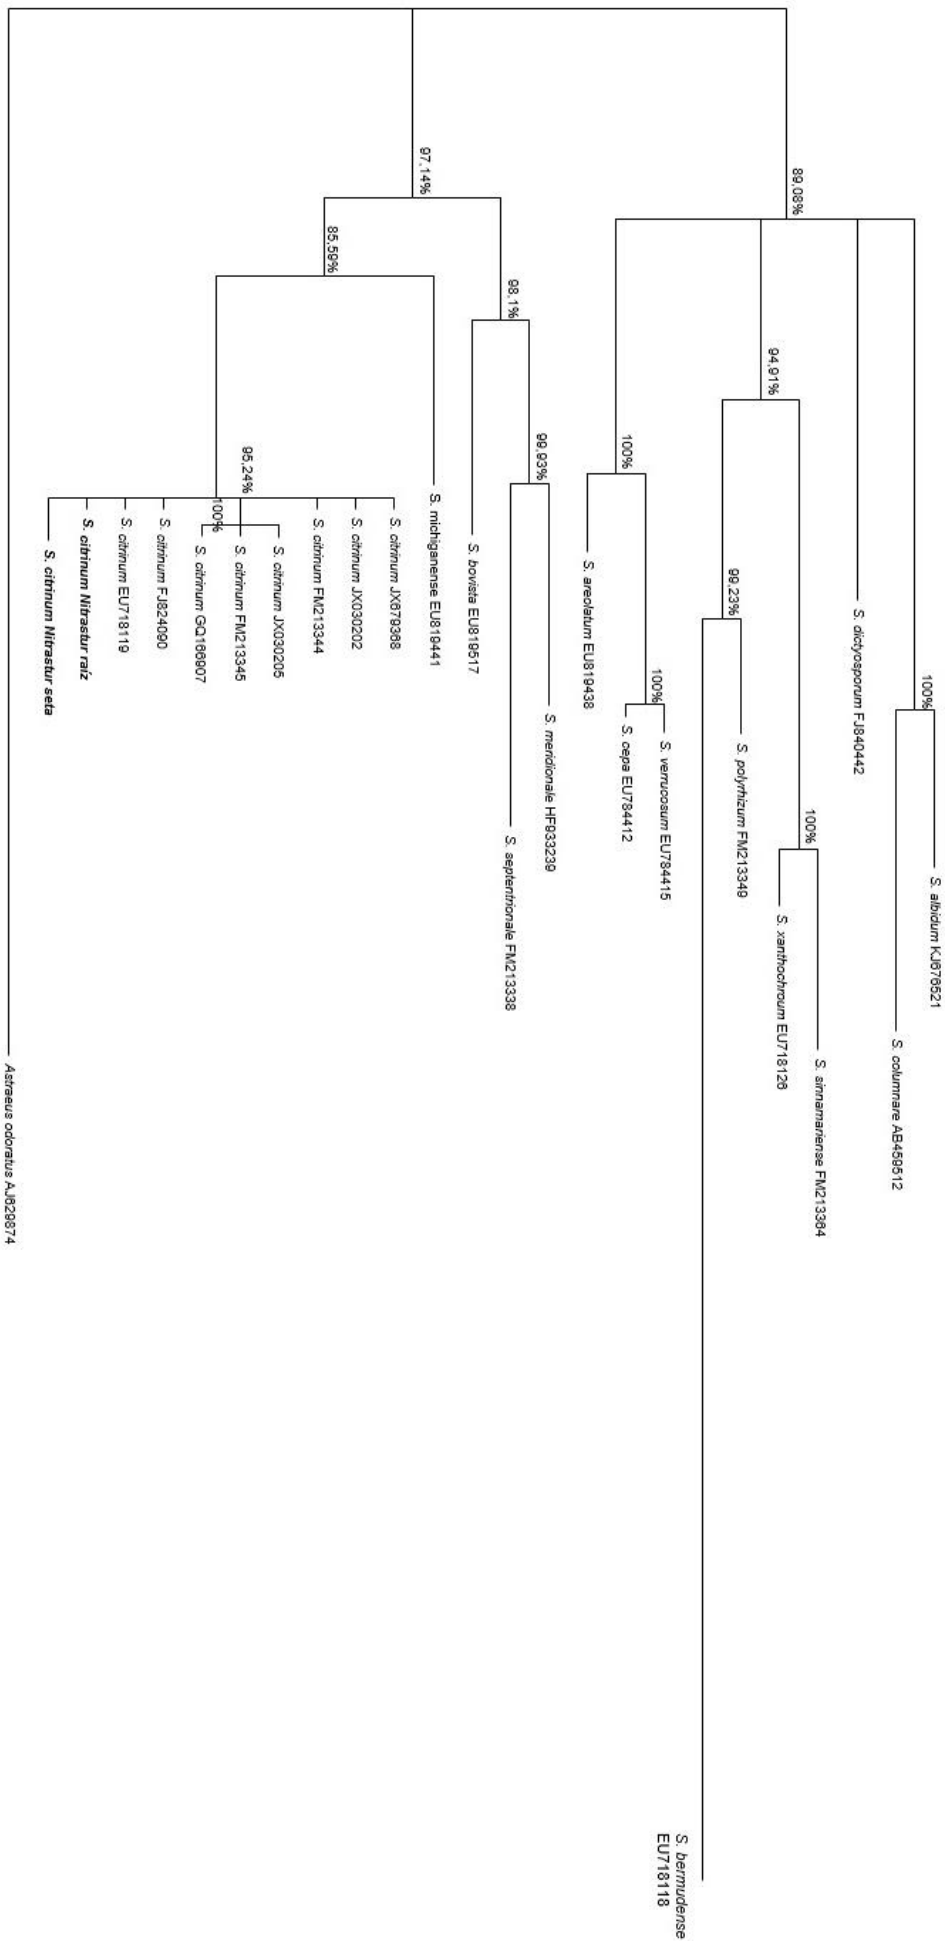 S. albidum KJ676521
100%
S. columnare AB459512
S. dictyosporum FJ840442
89,08%
S. sinnamariense FM213364
100%
S. xanthochroum EU718126
94,91%
S. polyrhizum FM213349
99,23%
S. bermudense
EU718118
S. verrucosum EU784415
100%
S. cepa EU784412
100%
S. areolatum EU819438
S. meridionale HF933239
99,93%
S. septentrionale FM213338
98,1%
S. bovista EU819517
97,14%
S. michiganense EU819441
85,59%
S. citrinum JX679368
S. citrinum JX030202
S. citrinum FM213344
S. citrinum JX030205
95,24%
S. citrinum FM213345
100%
S. citrinum GQ166907
S. citrinum FJ824090
S. citrinum EU718119
S. citrinum Nitrastur raíz
S. citrinum Nitrastur seta
Astraeus odoratus AJ629874